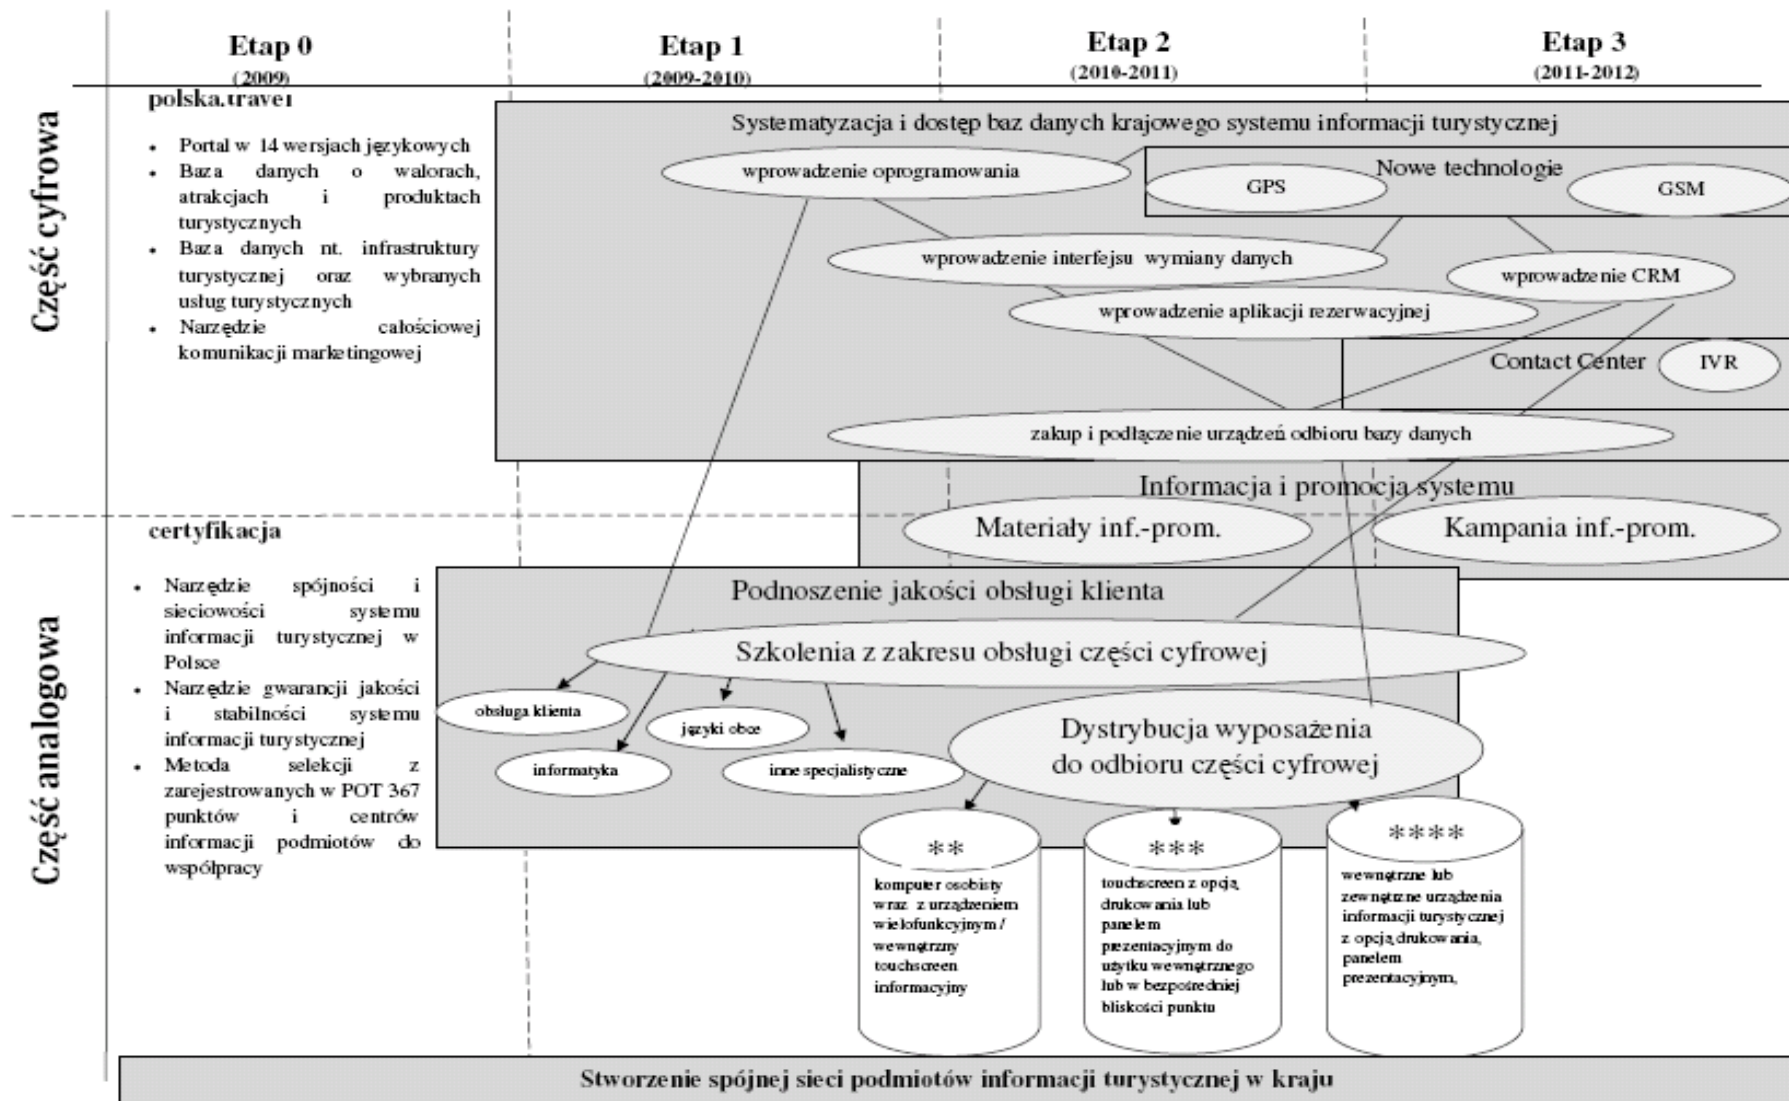 Etap 0
(2009)
Etap 1
(2009-2010)
Etap 2
(2010-2011)
Etap 3
(2011-2012)
Część cyfrowa
polska.travel
• Portal w 14 wersjach językowych
• Baza danych o walorach,
atrakcjach i produktach
turystycznych
• Baza danych nt. infrastruktury
turystycznej oraz wybranych
usług turystycznych
• Narzędzie całościowej
komunikacji marketingowej
Systematyzacja i dostęp baz danych krajowego systemu informacji turystycznej
wprowadzenie oprogramowania
Nowe technologie
GPS
GSM
wprowadzenie interfejsu wymiany danych
wprowadzenie CRM
wprowadzenie aplikacji rezerwacyjnej
Contact Center
IVR
zakup i podłączenie urządzeń odbioru bazy danych
Informacja i promocja systemu
Materiały inf.-prom.
Kampania inf.-prom.
Część analogowa
certyfikacja
• Narzędzie spójności i
sieciowości systemu
informacji turystycznej w
Polsce
• Narzędzie gwarancji jakości
i stabilności systemu
informacji turystycznej
• Metoda selekcji z
zarejestrowanych w POT 367
punktów i centrów
informacji podmiotów do
współpracy
Podnoszenie jakości obsługi klienta
Szkolenia z zakresu obsługi części cyfrowej
obsługa klienta
języki obce
informatyka
inne specjalistyczne
Dystrybucja wyposażenia
do odbioru części cyfrowej
**
komputer osobisty
wraz z urządzeniem
wielofunkcyjnym /
wewnętrzny
touchscreen
informacyjny
***
touchscreen z opcją
drukowania lub
panelem
prezentacyjnym do
użytku wewnętrznego
lub w bezpośredniej
bliskości punktu
****
wewnętrzne lub
zewnętrzne urządzenia
informacji turystycznej
z opcją drukowania,
panelem
prezentacyjnym,
Stworzenie spójnej sieci podmiotów informacji turystycznej w kraju